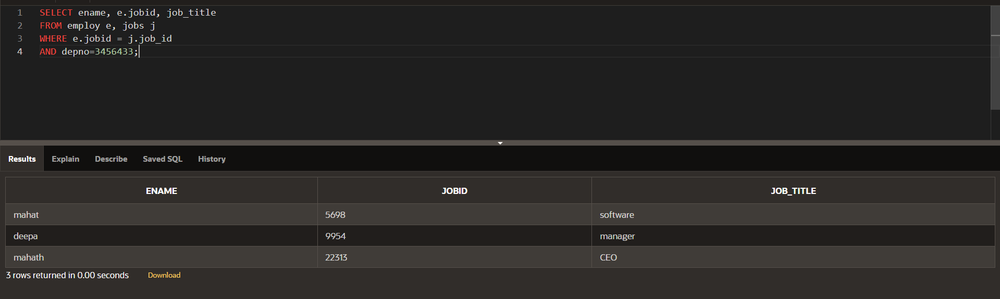 1 SELECT ename, e.jobid, job_title
2 FROM employ e, jobs j
3 WHERE e.jobid = j.job_id
4 AND depno=3456433;
Results Explain Describe Saved SQL History
ENAME JOBID JOB_TITLE
mahat 5698 software
deepa 9954 manager
mahath 22313 CEO
3 rows returned in 0.00 seconds Download